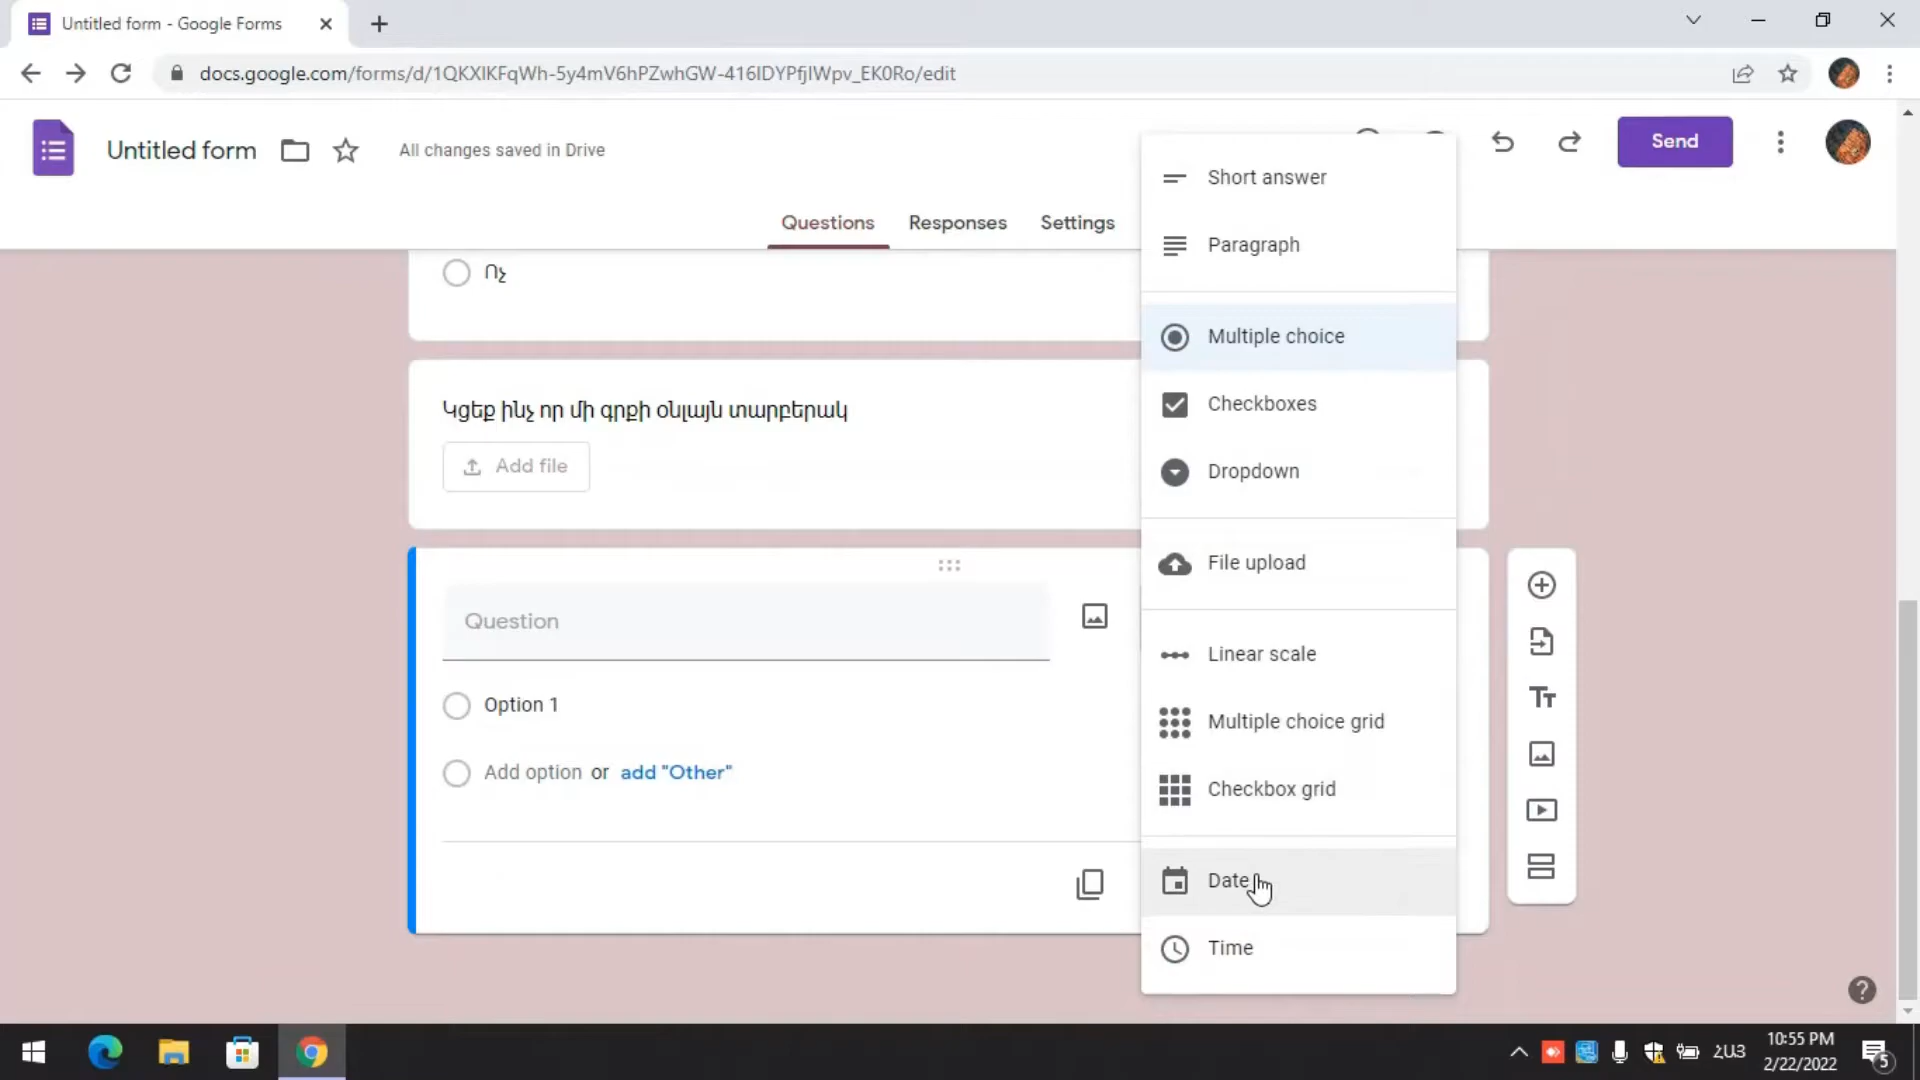 Untitled form - Google Forms
docs.google.com/forms/d/1QKXlKFqWh-5y4mV6hPZwhGW-416lDYPfjlWpv_EK0Ro/edit
Untitled form
All changes saved in Drive
Send
Questions
Responses
Settings
Ոչ
Կցեք ինչ որ մի գրքի օնլայն տարբերակ
Add file
Question
Option 1
Add option or add "Other"
Short answer
Paragraph
Multiple choice
Checkboxes
Dropdown
File upload
Linear scale
Multiple choice grid
Checkbox grid
Date
Time
ՀԱՅ
10:55 PM
2/22/2022
5